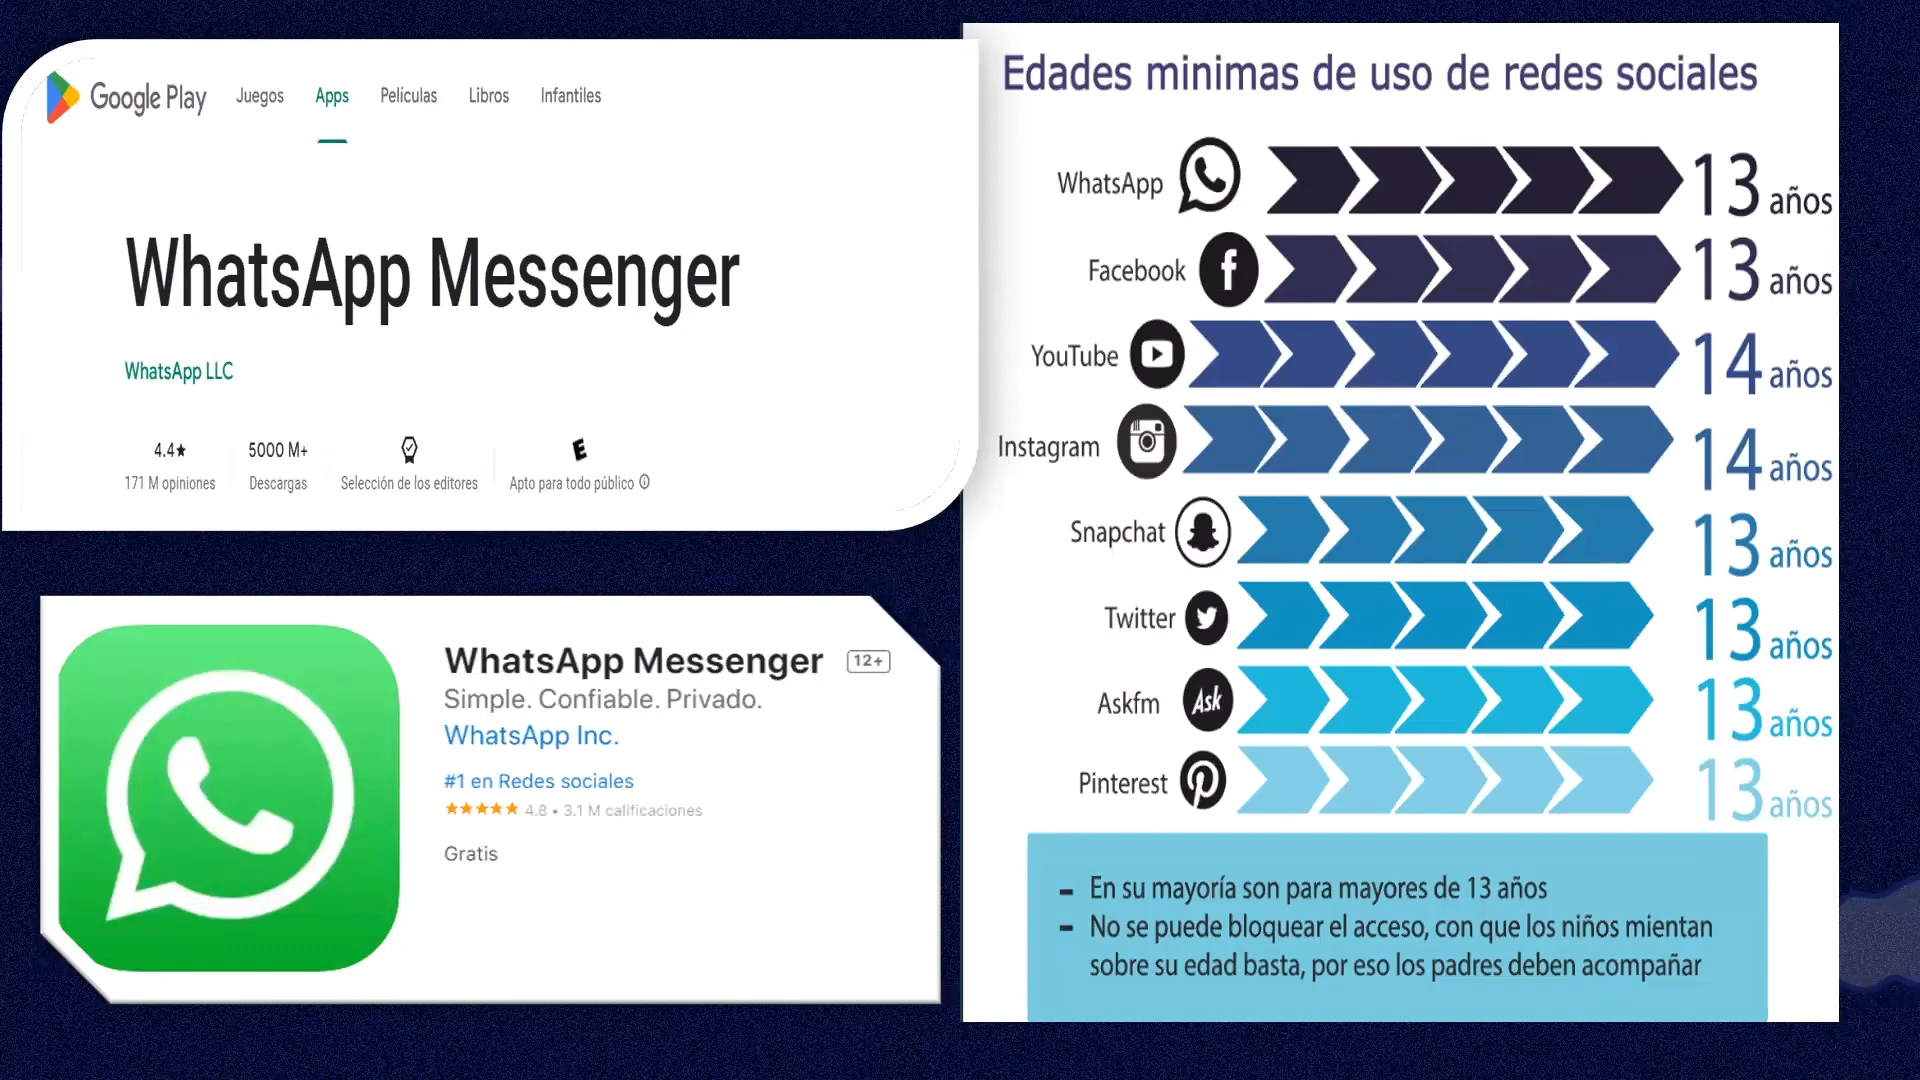 Google Play
Juegos
Apps
Películas
Libros
Infantiles
WhatsApp Messenger
WhatsApp LLC
4.4★
171 M opiniones
5000 M+
Descargas
Selección de los editores
E
Apto para todo público
WhatsApp Messenger 12+
Simple. Confiable. Privado.
WhatsApp Inc.
#1 en Redes sociales
★★★★★ 4.8 • 3.1 M calificaciones
Gratis
Edades minimas de uso de redes sociales
WhatsApp 13 años
Facebook 13 años
YouTube 14 años
Instagram 14 años
Snapchat 13 años
Twitter 13 años
Askfm Ask 13 años
Pinterest 13 años
- En su mayoría son para mayores de 13 años
- No se puede bloquear el acceso, con que los niños mientan
sobre su edad basta, por eso los padres deben acompañar